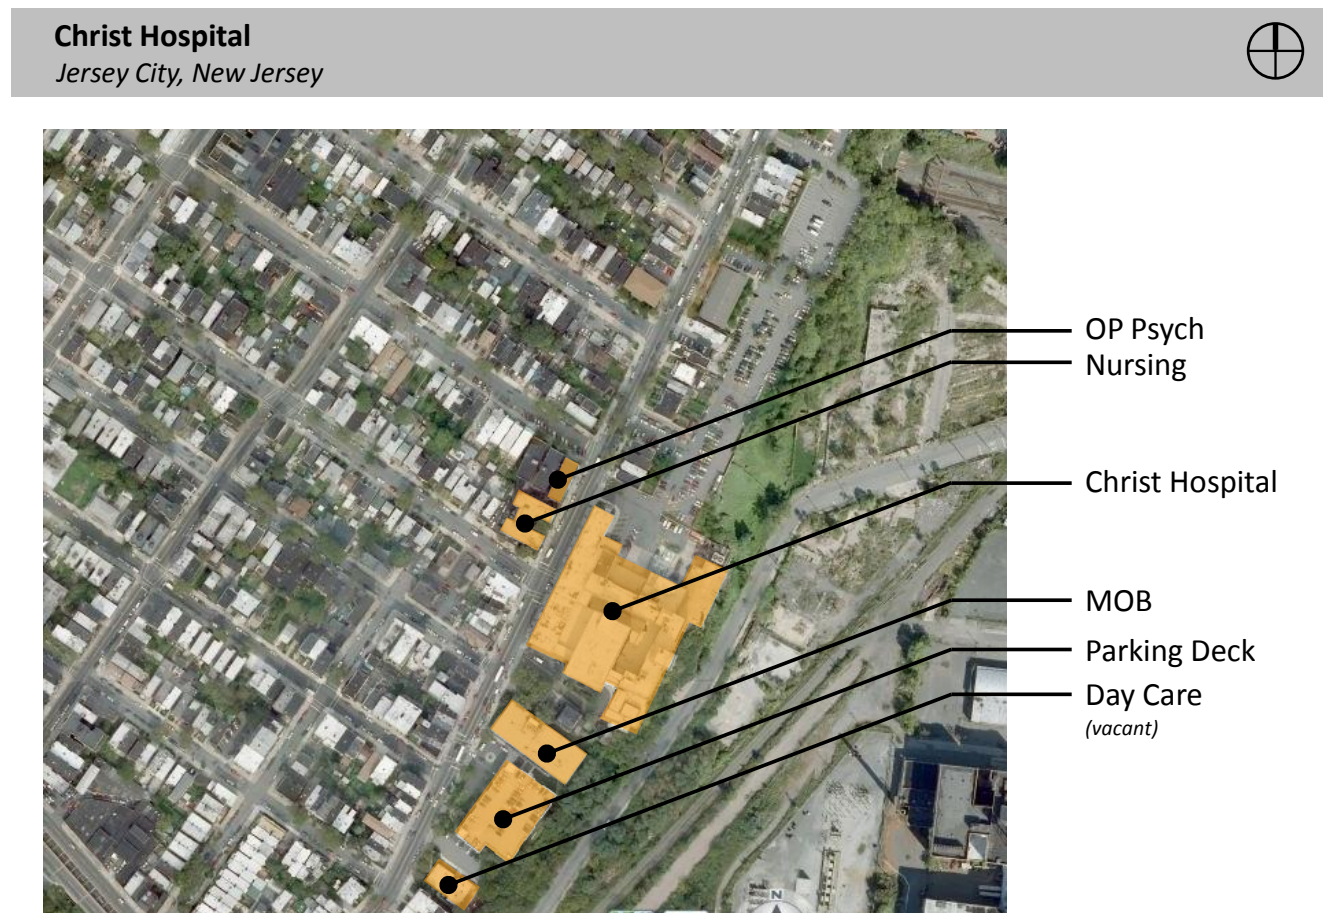 Christ Hospital
Jersey City, New Jersey
OP Psych
Nursing
Christ Hospital
MOB
Parking Deck
Day Care
(vacant)
N